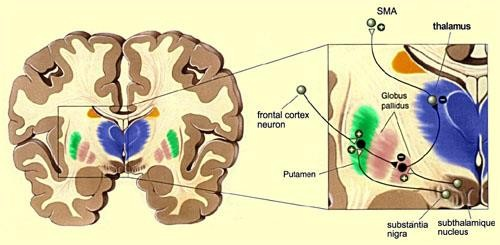 SMA
thalamus
Globus
pallidus
frontal cortex
neuron
Putamen
substantia
nigra
subthalamique
nucleus